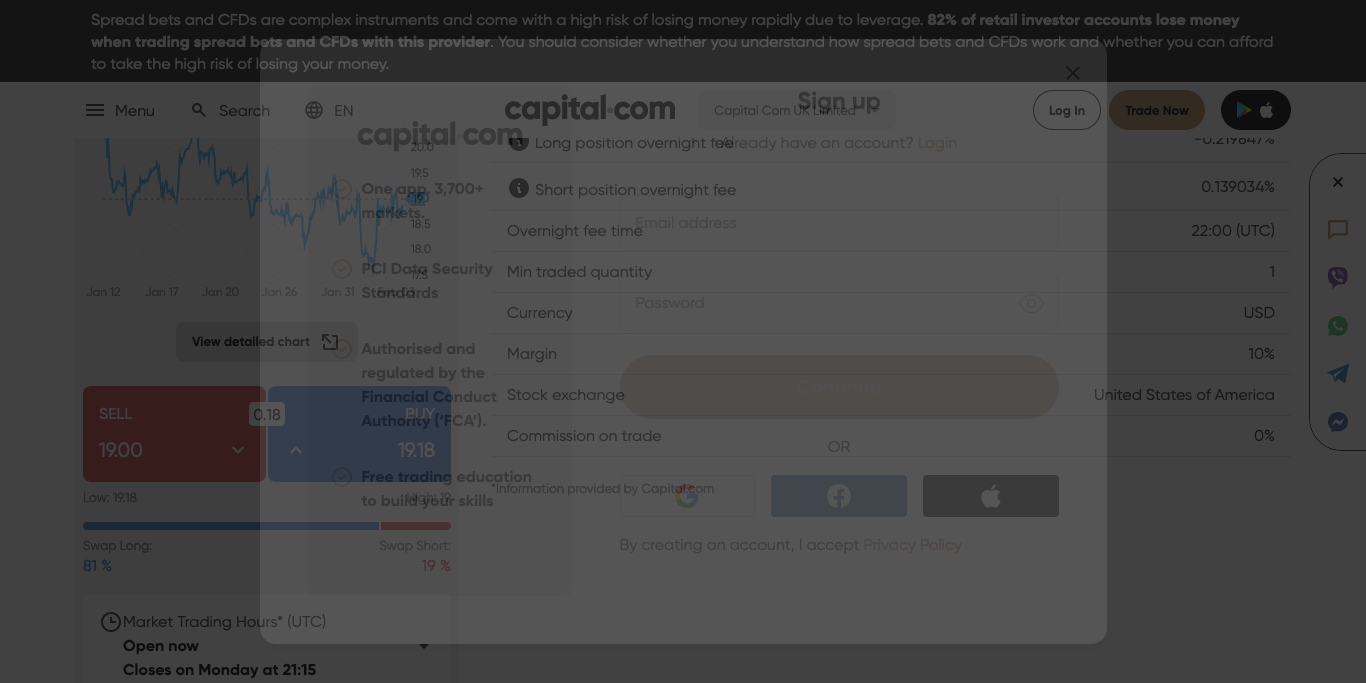 Spread bets and CFDs are complex instruments and come with a high risk of losing money rapidly due to leverage. 82% of retail investor accounts lose money
when trading spread bets and CFDs with this provider. You should consider whether you understand how spread bets and CFDs work and whether you can afford
to take the high risk of losing your money.
Menu
Search
EN
capital.com
Capital Com UK Limited
Log In
Trade Now
Sign up
Already have an account? Login
capital.com
One app, 3,700+
markets.
PCI Data Security
Standards
Authorised and
regulated by the
Financial Conduct
Authority ('FCA').
Free trading education
to build your skills
Email address
Password
Continue
OR
By creating an account, I accept Privacy Policy
20.0
19.5
19.0
18.5
18.0
17.5
Jan 12
Jan 17
Jan 20
Jan 26
Jan 31
View detailed chart
SELL
19.00
0.18
BUY
19.18
Low: 19.18
High: 19
Swap Long:
81 %
Swap Short:
19 %
Market Trading Hours* (UTC)
Open now
Closes on Monday at 21:15
Long position overnight fee
-0.219847%
Short position overnight fee
0.139034%
Overnight fee time
22:00 (UTC)
Min traded quantity
1
Currency
USD
Margin
10%
Stock exchange
United States of America
Commission on trade
0%
*Information provided by Capital.com